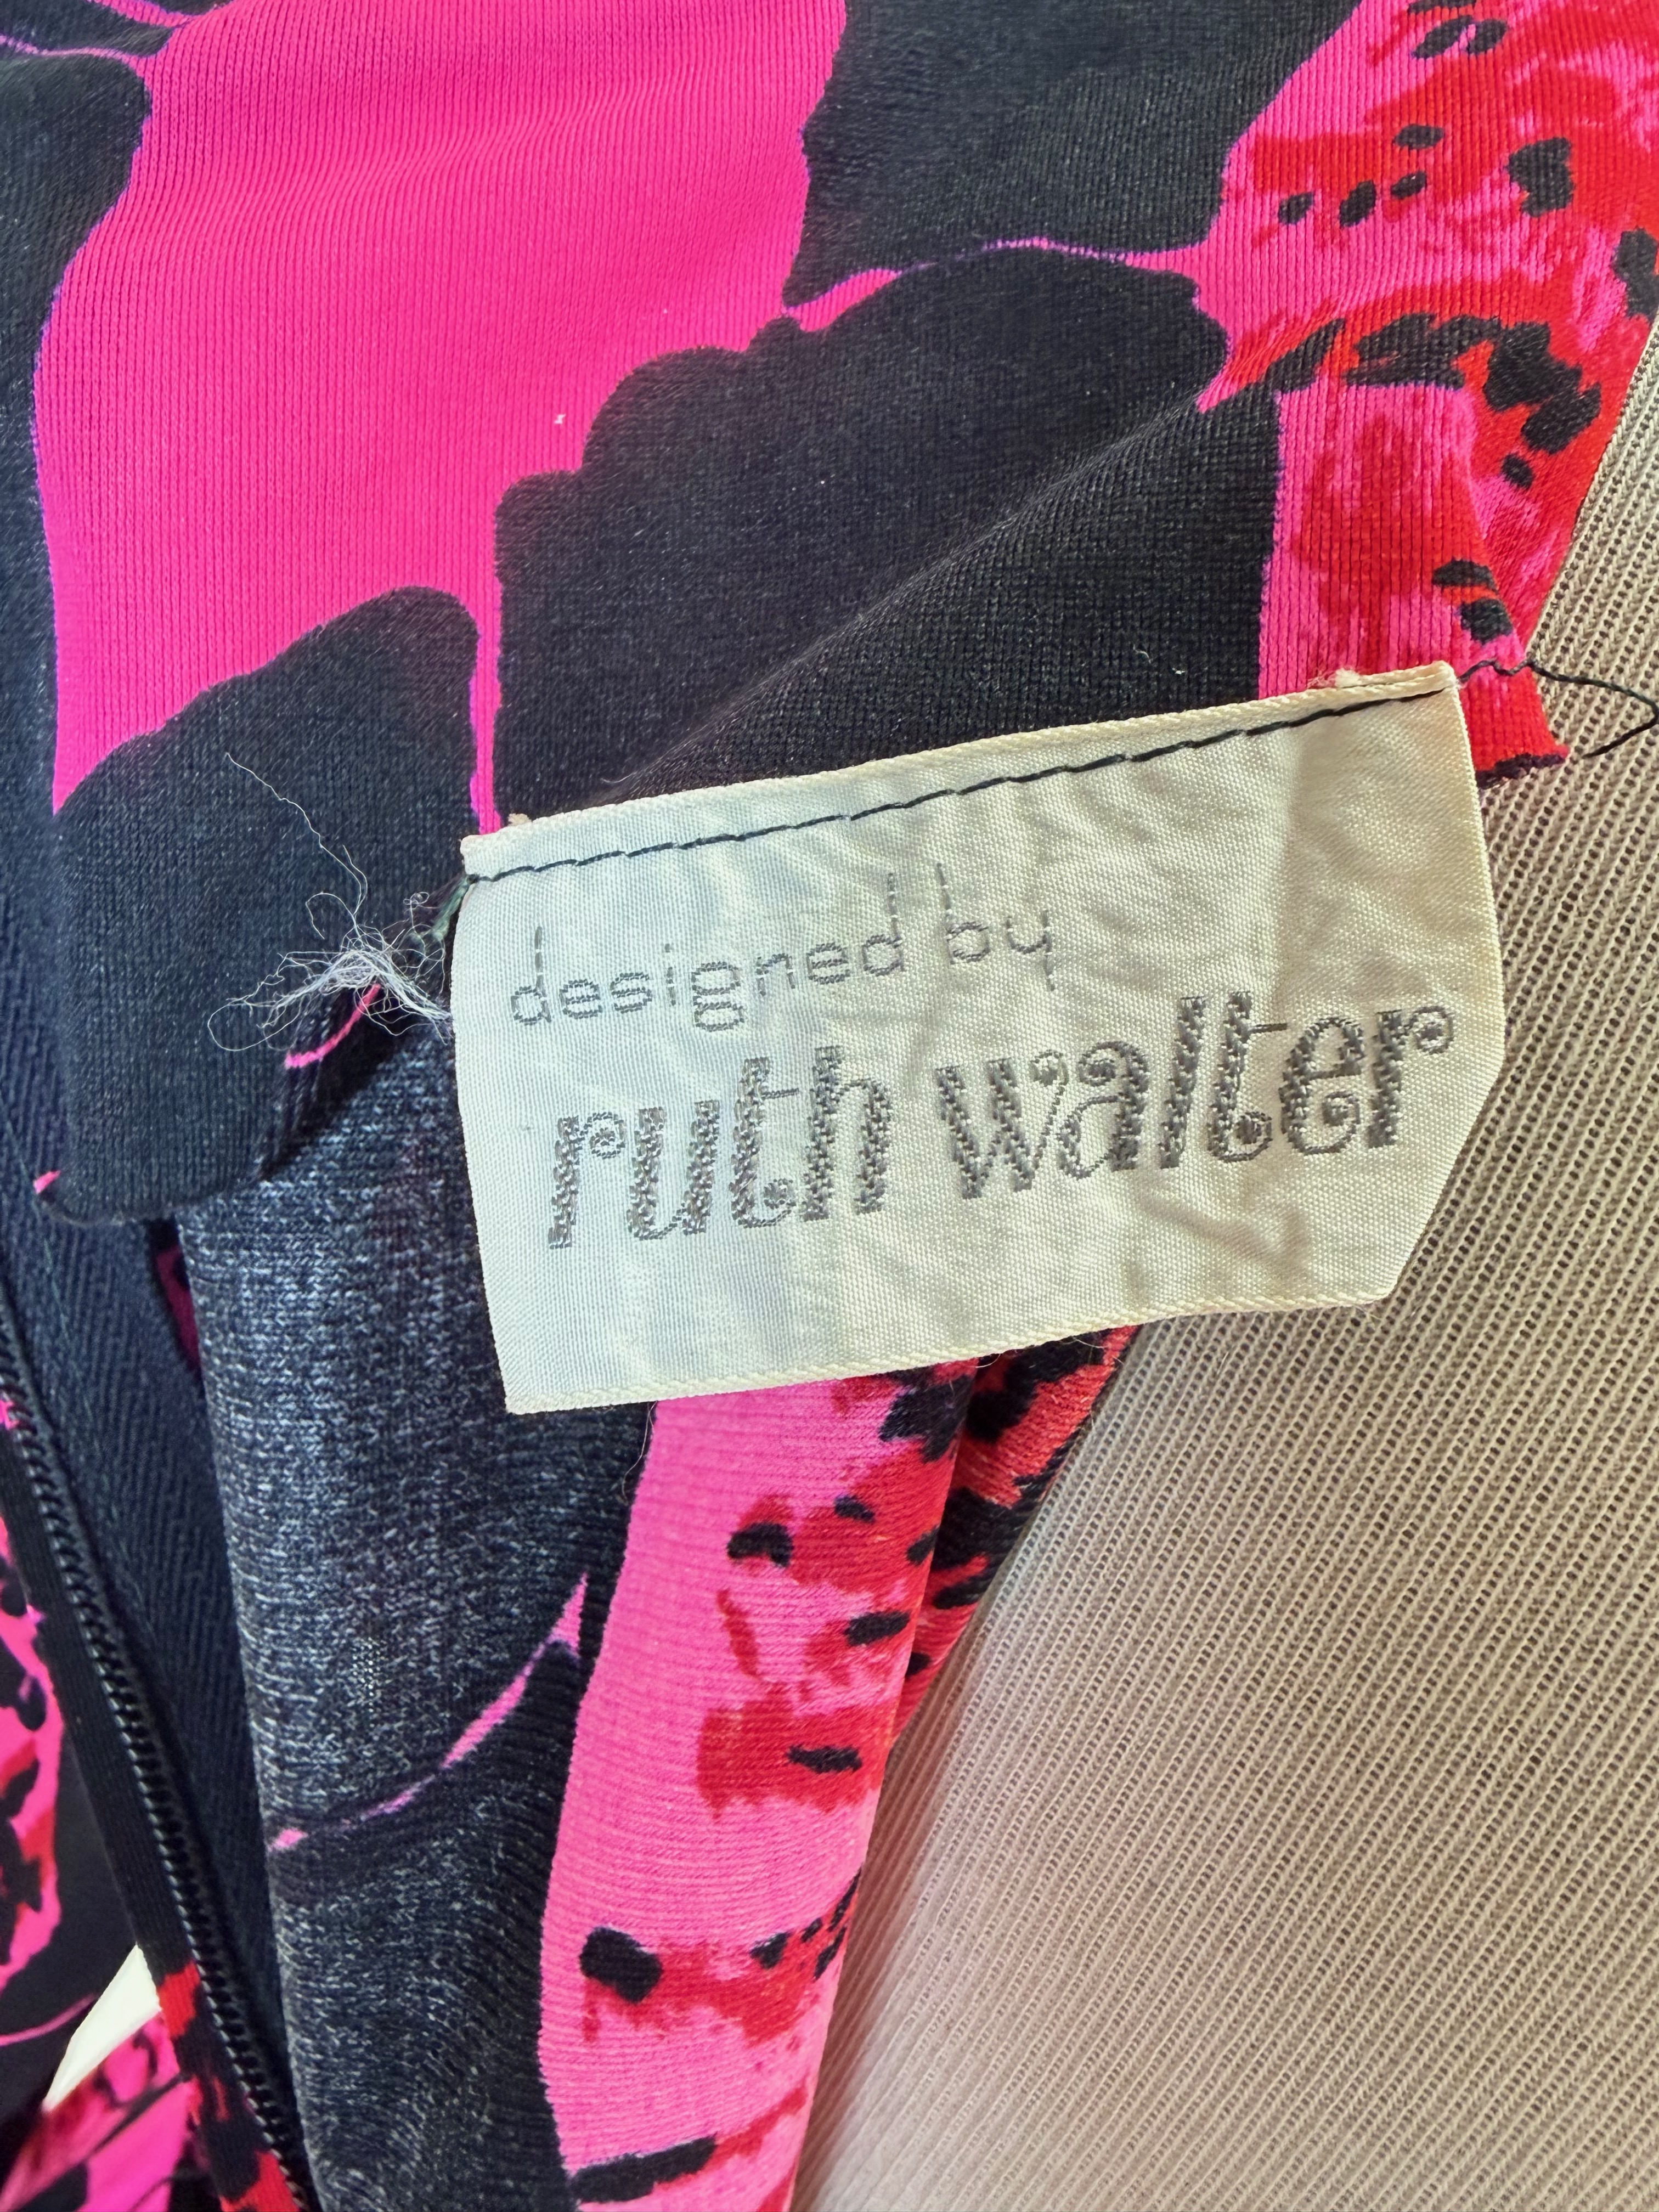 designed by
ruth walter